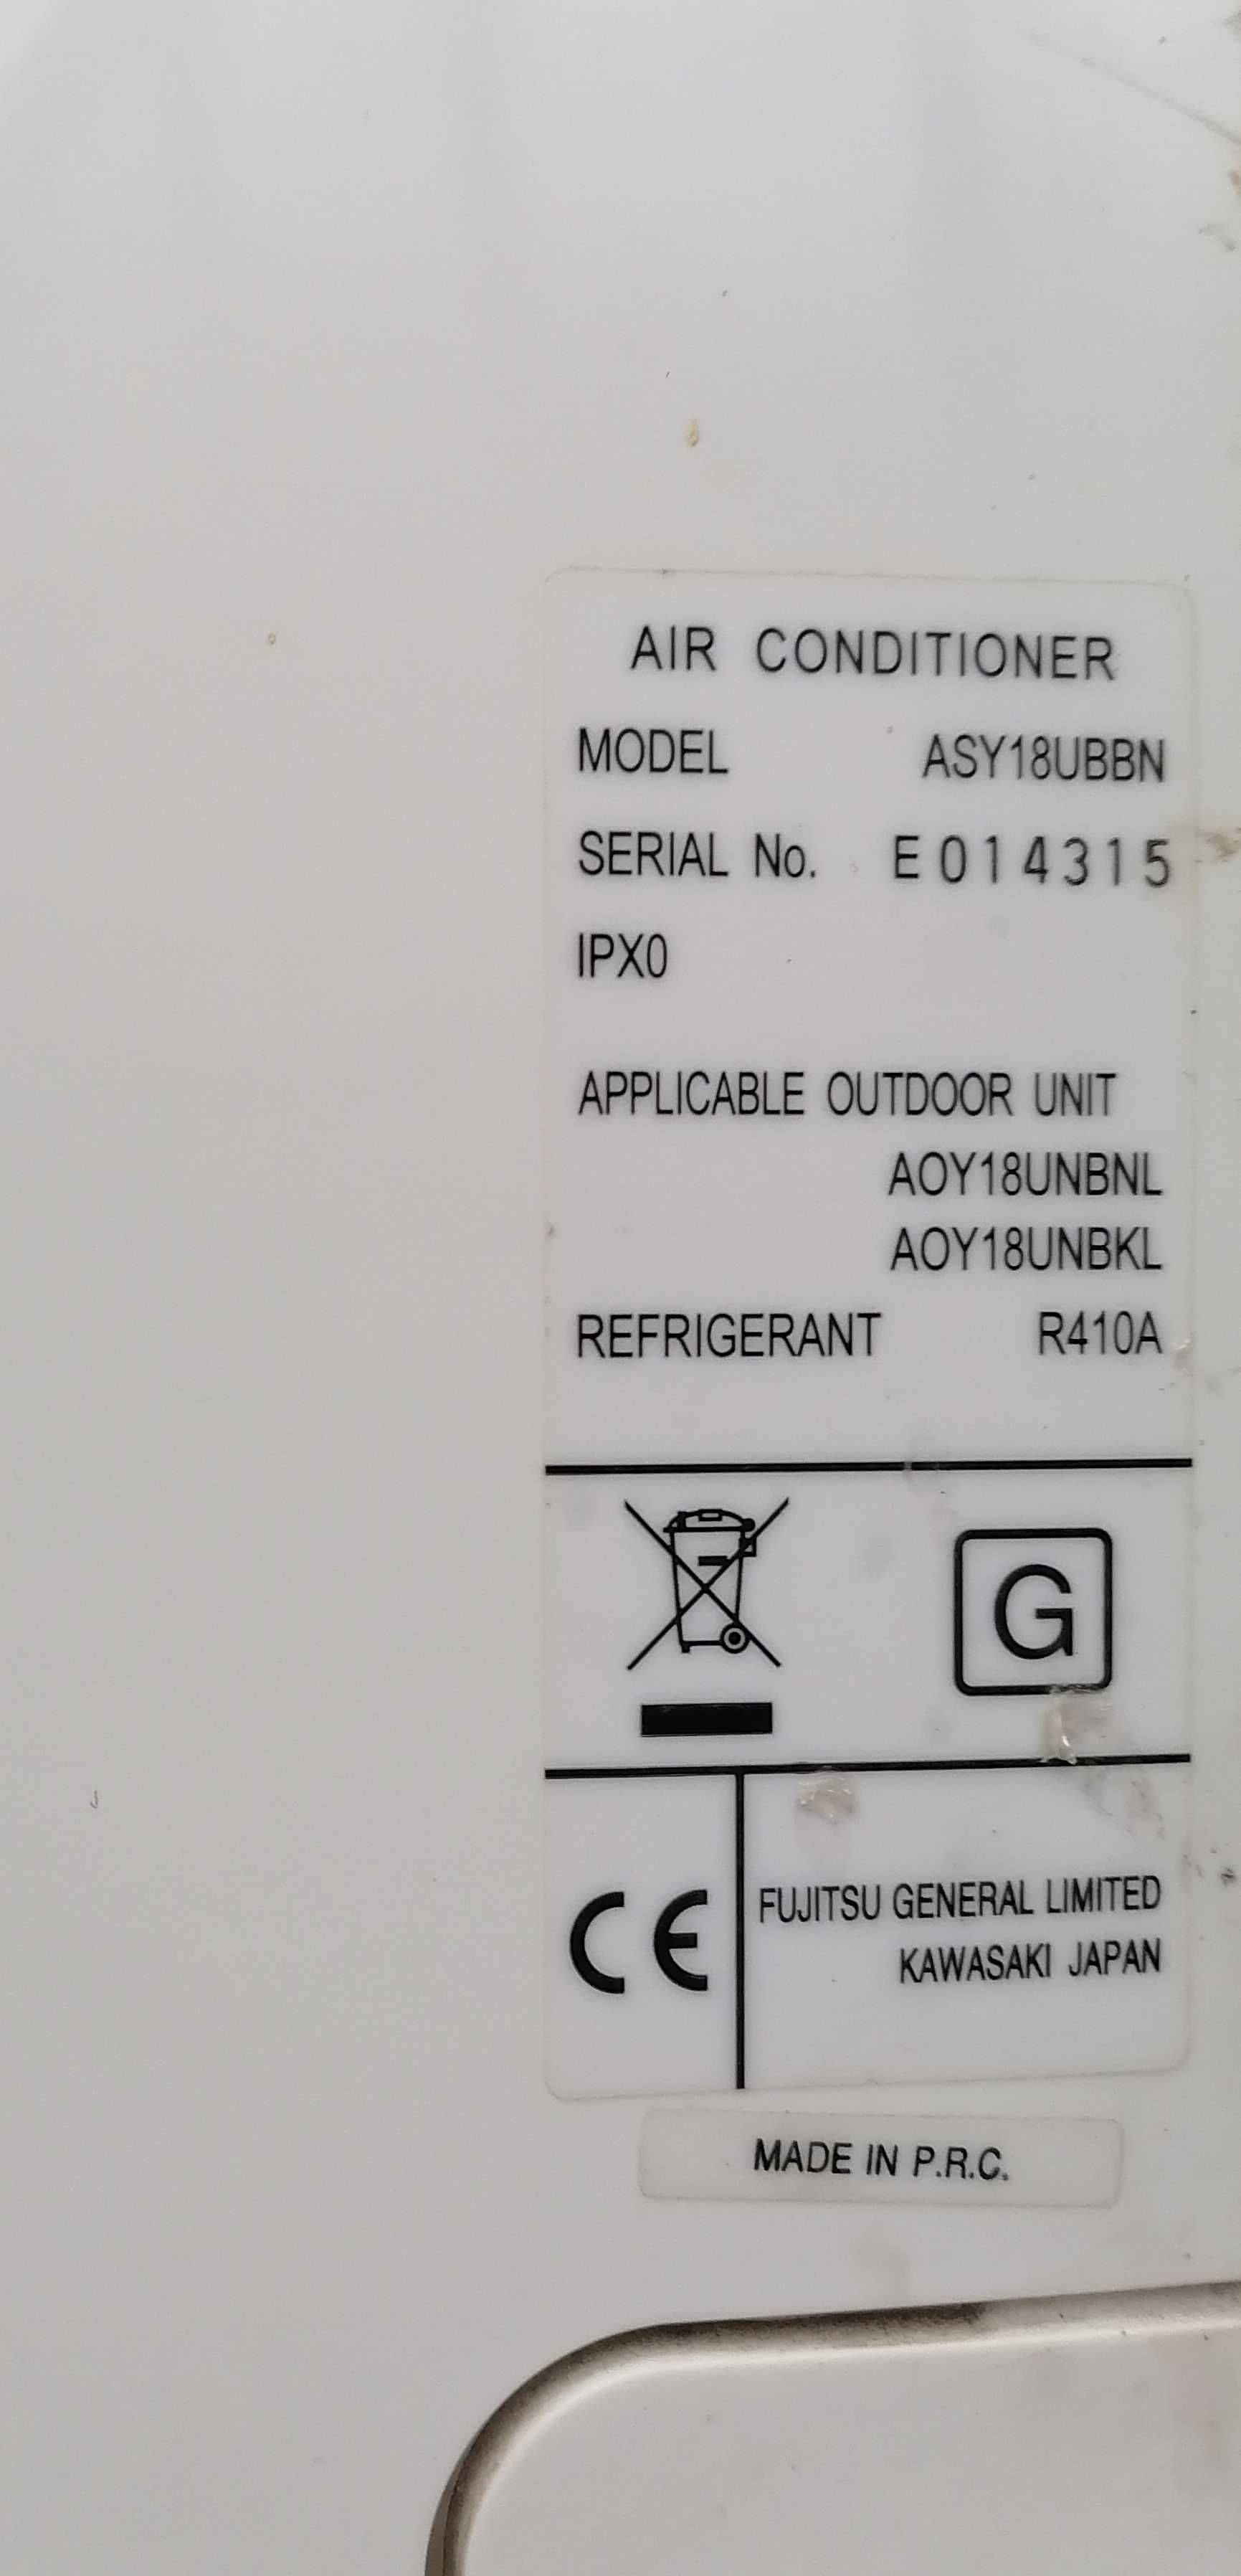 AIR CONDITIONER
MODEL ASY18UBBN
SERIAL No. E014315
IPX0
APPLICABLE OUTDOOR UNIT
AOY18UNBNL
AOY18UNBKL
REFRIGERANT R410A
G
CE
FUJITSU GENERAL LIMITED
KAWASAKI JAPAN
MADE IN P.R.C.